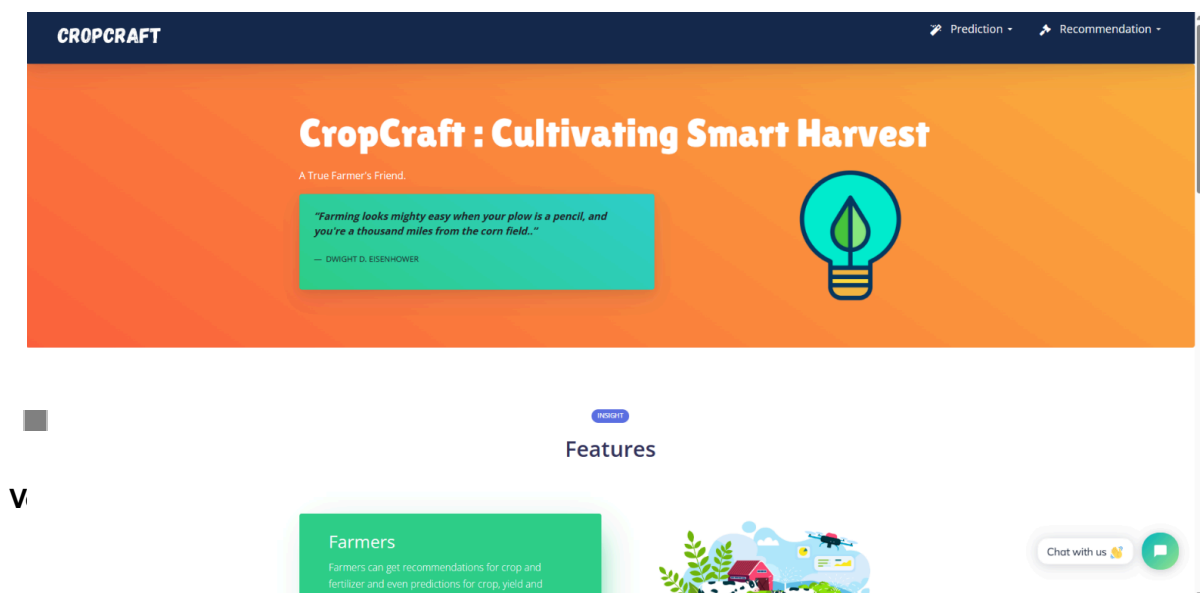 CROPCRAFT
Prediction
Recommendation
CropCraft : Cultivating Smart Harvest
A True Farmer's Friend.
“Farming looks mighty easy when your plow is a pencil, and
you're a thousand miles from the corn field..”
— DWIGHT D. EISENHOWER
INSIGHT
Features
Farmers
Farmers can get recommendations for crop and
fertilizer and even predictions for crop, yield and
Chat with us 👋